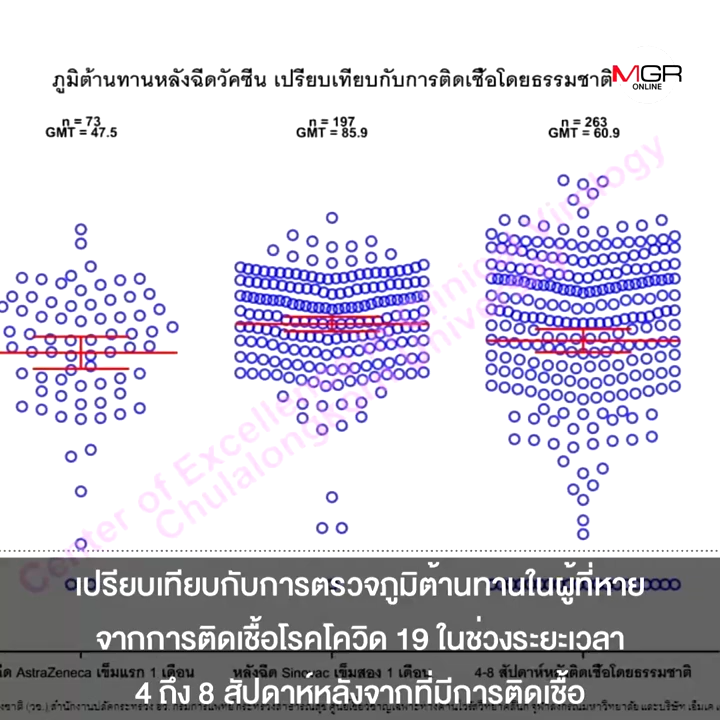 ภูมิต้านทานหลังฉีดวัคซีน เปรียบเทียบกับการติดเชื้อโดยธรรมชาติ
MGR
ONLINE
n = 73
GMT = 47.5
n = 197
GMT = 85.9
n = 263
GMT = 60.9
Center of Excellen
Clinical Virology
Chulalongkorn Univer
เปรียบเทียบกับการตรวจภูมิต้านทานในผู้ที่หาย
จากการติดเชื้อโรคโควิด 19 ในช่วงระยะเวลา
4 ถึง 8 สัปดาห์หลังจากที่มีการติดเชื้อ
AstraZeneca เข็มแรก 1 เดือน
หลังฉีด Sinovac เข็มสอง 1 เดือน
4-8 สัปดาห์หลังติดเชื้อโดยธรรมชาติ